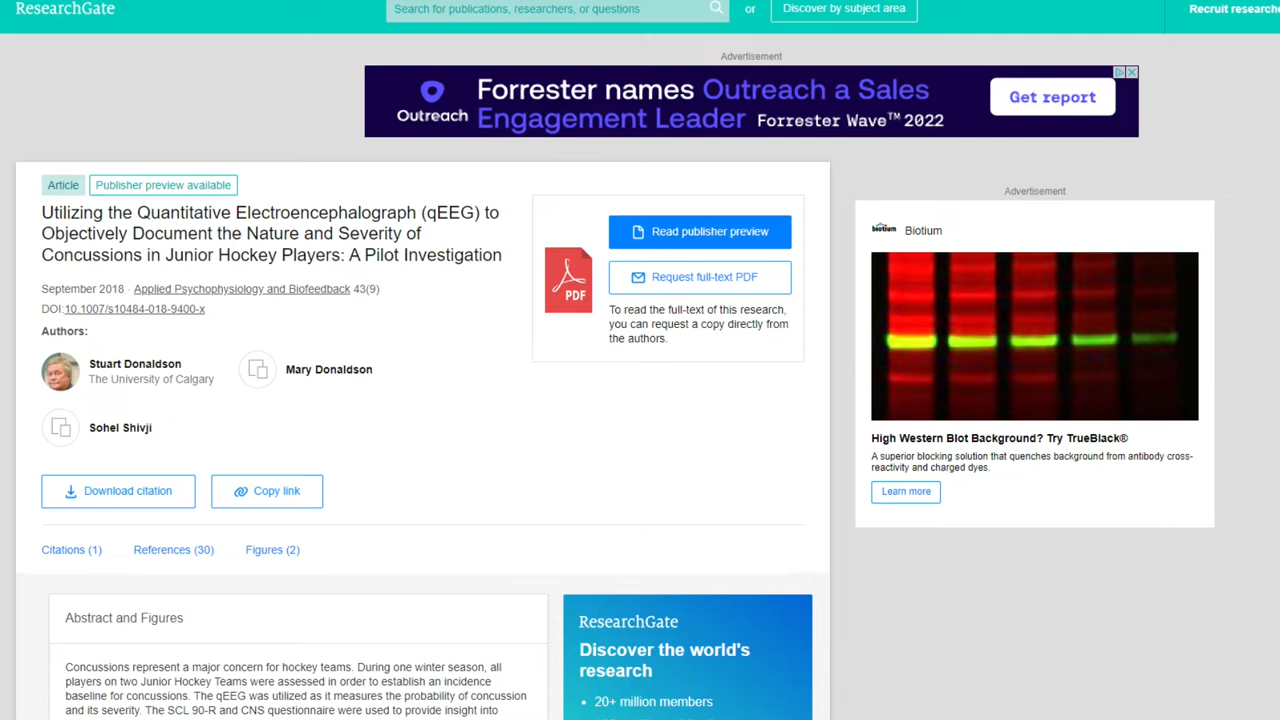 ResearchGate
Search for publications, researchers, or questions
or
Discover by subject area
Advertisement
Outreach
Forrester names Outreach a Sales
Engagement Leader Forrester Wave™ 2022
Get report
Article
Publisher preview available
Utilizing the Quantitative Electroencephalograph (qEEG) to
Objectively Document the Nature and Severity of
Concussions in Junior Hockey Players: A Pilot Investigation
September 2018 · Applied Psychophysiology and Biofeedback 43(9)
DOI:10.1007/s10484-018-9400-x
Authors:
Stuart Donaldson
The University of Calgary
Mary Donaldson
Sohel Shivji
PDF
Read publisher preview
Request full-text PDF
To read the full-text of this research,
you can request a copy directly from
the authors.
Download citation
Copy link
Citations (1)
References (30)
Figures (2)
Abstract and Figures
Concussions represent a major concern for hockey teams. During one winter season, all
players on two Junior Hockey Teams were assessed in order to establish an incidence
baseline for concussions. The qEEG was utilized as it measures the probability of concussion
and its severity. The SCL 90-R and CNS questionnaire were used to provide insight into
ResearchGate
Discover the world's
research
• 20+ million members
Advertisement
biotium
Biotium
High Western Blot Background? Try TrueBlack®
A superior blocking solution that quenches background from antibody cross-
reactivity and charged dyes.
Learn more
Recruit